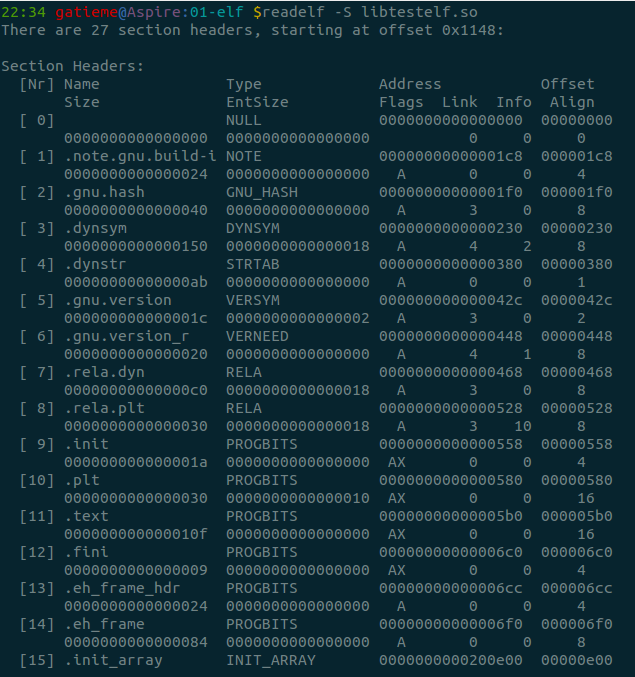 22:34 gatieme@Aspire:01-elf $readelf -S libtestelf.so
There are 27 section headers, starting at offset 0x1148:
Section Headers:
[Nr] Name Type Address Offset
Size EntSize Flags Link Info Align
[ 0] NULL 0000000000000000 00000000
0000000000000000 0000000000000000 0 0 0
[ 1] .note.gnu.build-i NOTE 00000000000001c8 000001c8
0000000000000024 0000000000000000 A 0 0 4
[ 2] .gnu.hash GNU_HASH 00000000000001f0 000001f0
0000000000000040 0000000000000000 A 3 0 8
[ 3] .dynsym DYNSYM 0000000000000230 00000230
0000000000000150 0000000000000018 A 4 2 8
[ 4] .dynstr STRTAB 0000000000000380 00000380
00000000000000ab 0000000000000000 A 0 0 1
[ 5] .gnu.version VERSYM 000000000000042c 0000042c
000000000000001c 0000000000000002 A 3 0 2
[ 6] .gnu.version_r VERNEED 0000000000000448 00000448
0000000000000020 0000000000000000 A 4 1 8
[ 7] .rela.dyn RELA 0000000000000468 00000468
00000000000000c0 0000000000000018 A 3 0 8
[ 8] .rela.plt RELA 0000000000000528 00000528
0000000000000030 0000000000000018 A 3 10 8
[ 9] .init PROGBITS 0000000000000558 00000558
000000000000001a 0000000000000000 AX 0 0 4
[10] .plt PROGBITS 0000000000000580 00000580
0000000000000030 0000000000000010 AX 0 0 16
[11] .text PROGBITS 00000000000005b0 000005b0
000000000000010f 0000000000000000 AX 0 0 16
[12] .fini PROGBITS 00000000000006c0 000006c0
0000000000000009 0000000000000000 AX 0 0 4
[13] .eh_frame_hdr PROGBITS 00000000000006cc 000006cc
0000000000000024 0000000000000000 A 0 0 4
[14] .eh_frame PROGBITS 00000000000006f0 000006f0
0000000000000084 0000000000000000 A 0 0 8
[15] .init_array INIT_ARRAY 0000000000200e00 00000e00